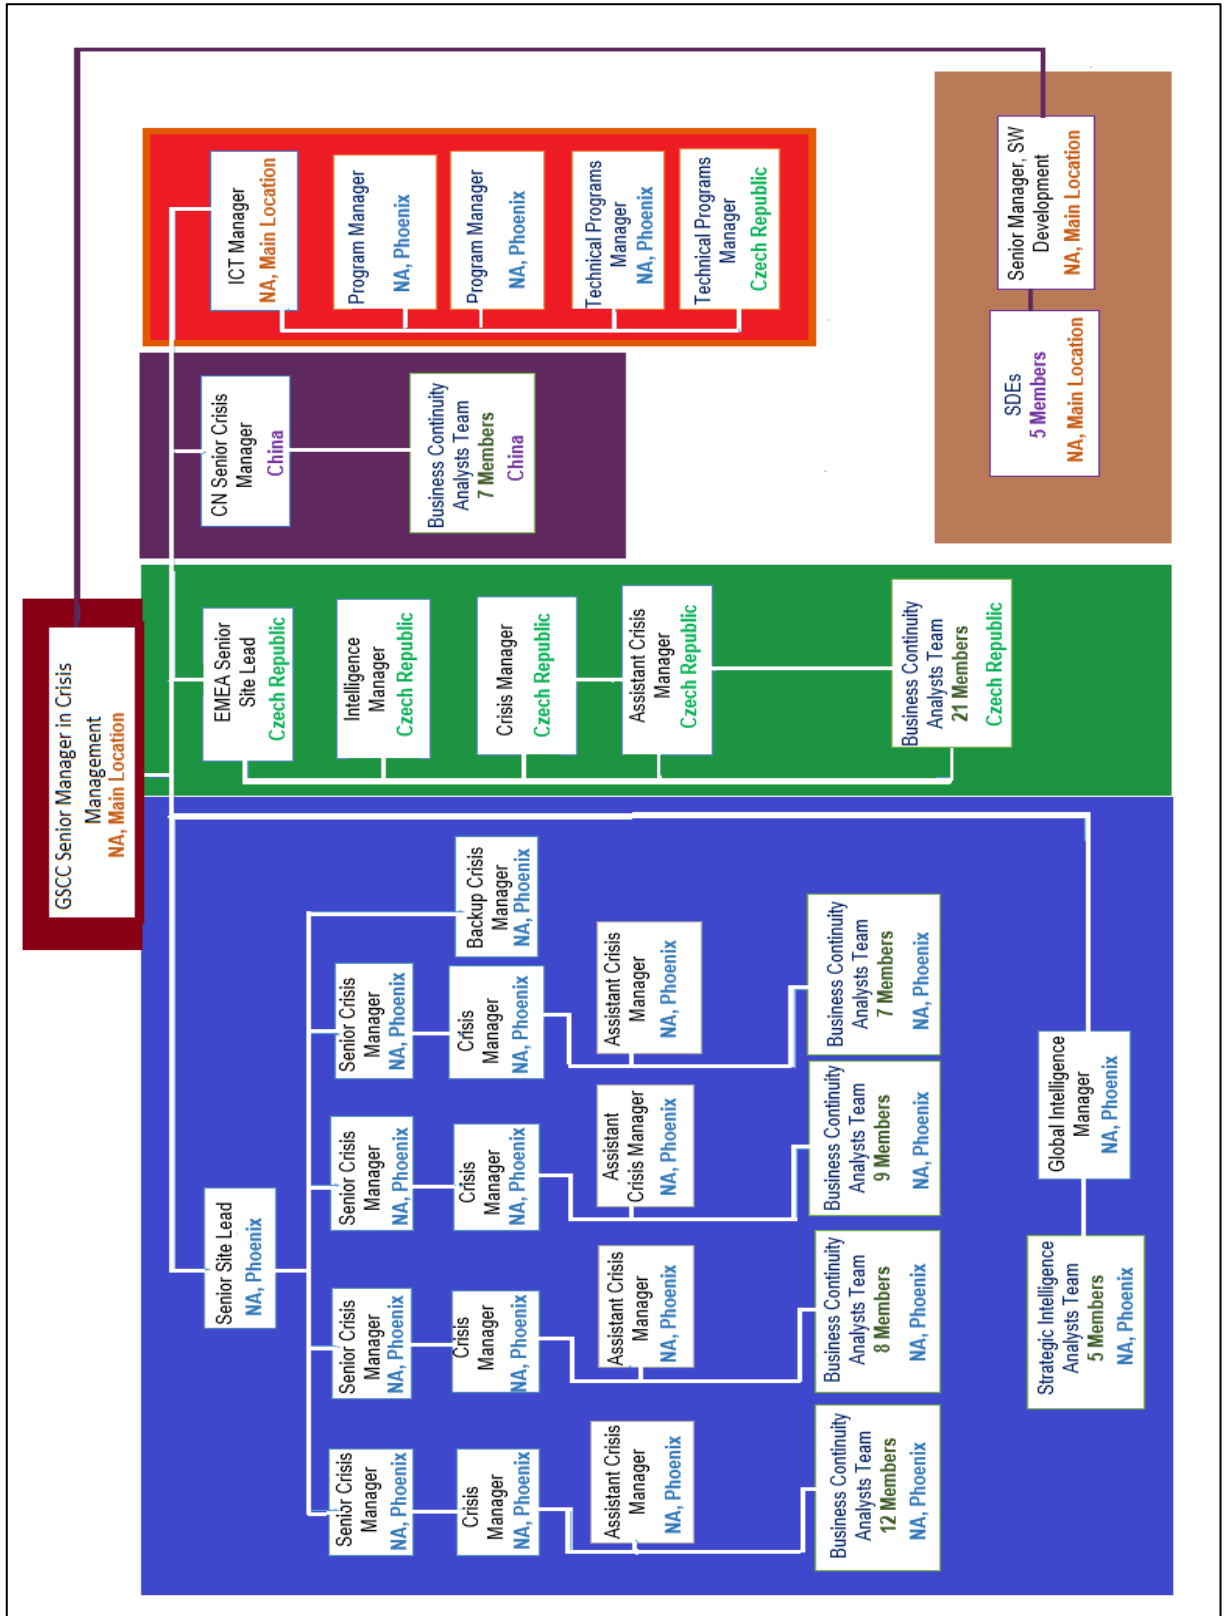 GSCC Senior Manager in Crisis
Management
NA, Main Location
Senior Site Lead
NA, Phoenix
Senior Crisis
Manager
NA, Phoenix
Senior Crisis
Manager
NA, Phoenix
Senior Crisis
Manager
NA, Phoenix
Senior Crisis
Manager
NA, Phoenix
Crisis
Manager
NA, Phoenix
Crisis
Manager
NA, Phoenix
Crisis
Manager
NA, Phoenix
Crisis
Manager
NA, Phoenix
Backup Crisis
Manager
NA, Phoenix
Assistant Crisis
Manager
NA, Phoenix
Assistant Crisis
Manager
NA, Phoenix
Assistant
Crisis Manager
NA, Phoenix
Assistant Crisis
Manager
NA, Phoenix
Business Continuity
Analysts Team
12 Members
NA, Phoenix
Business Continuity
Analysts Team
8 Members
NA, Phoenix
Business Continuity
Analysts Team
9 Members
NA, Phoenix
Business Continuity
Analysts Team
7 Members
NA, Phoenix
Strategic Intelligence
Analysts Team
5 Members
NA, Phoenix
Global Intelligence
Manager
NA, Phoenix
EMEA Senior
Site Lead
Czech Republic
Intelligence
Manager
Czech Republic
Crisis Manager
Czech Republic
Assistant Crisis
Manager
Czech Republic
Business Continuity
Analysts Team
21 Members
Czech Republic
CN Senior Crisis
Manager
China
Business Continuity
Analysts Team
7 Members
China
ICT Manager
NA, Main Location
Program Manager
NA, Phoenix
Program Manager
NA, Phoenix
Technical Programs
Manager
NA, Phoenix
Technical Programs
Manager
Czech Republic
SDEs
5 Members
NA, Main Location
Senior Manager, SW
Development
NA, Main Location